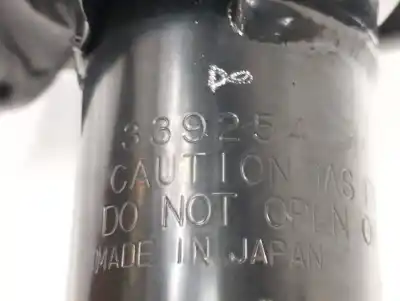 339254
CAUTION GAS
DO NOT OPEN O
MADE IN JAPAN